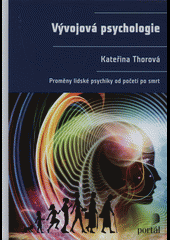 Vývojová psychologie
Kateřina Thorová
Proměny lidské psychiky od početí po smrt
portál